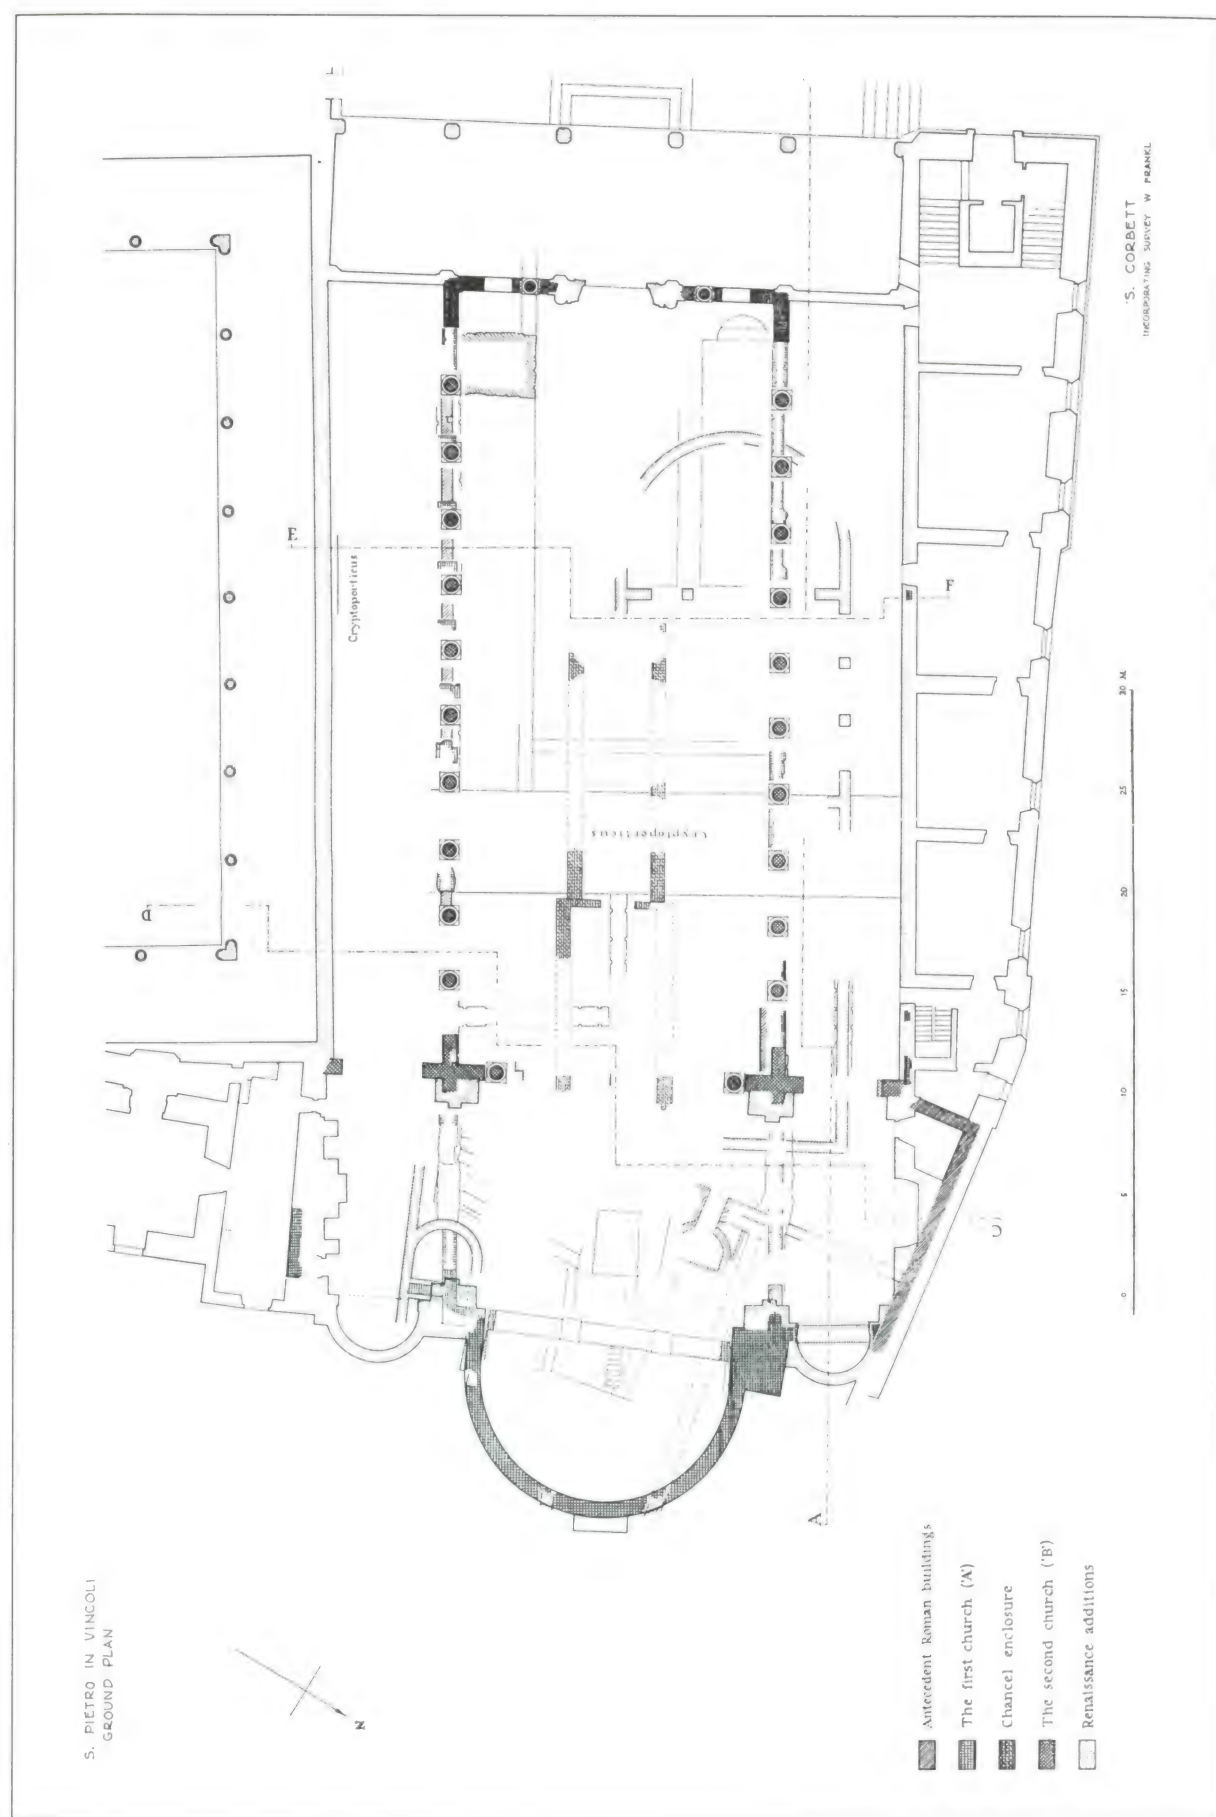 S. PIETRO IN VINCOLI
GROUND PLAN
N
Antecedent Roman buildings
The first church ('A')
Chancel enclosure
The second church ('B')
Renaissance additions
A
D
D
E
F
Cryptoporticus
Cryptoporticus
0
5
10
15
20
25
30 M
S. CORBETT
INCORPORATING SURVEY W FRANKL